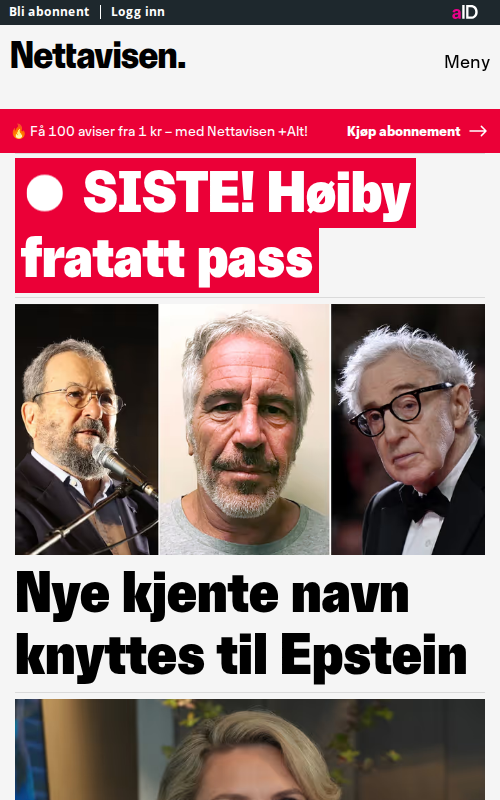 Bli abonnent | Logg inn
aID
Nettavisen.
Meny
🔥 Få 100 aviser fra 1 kr – med Nettavisen +Alt!
Kjøp abonnement →
SISTE! Høiby
fratatt pass
Nye kjente navn
knyttes til Epstein